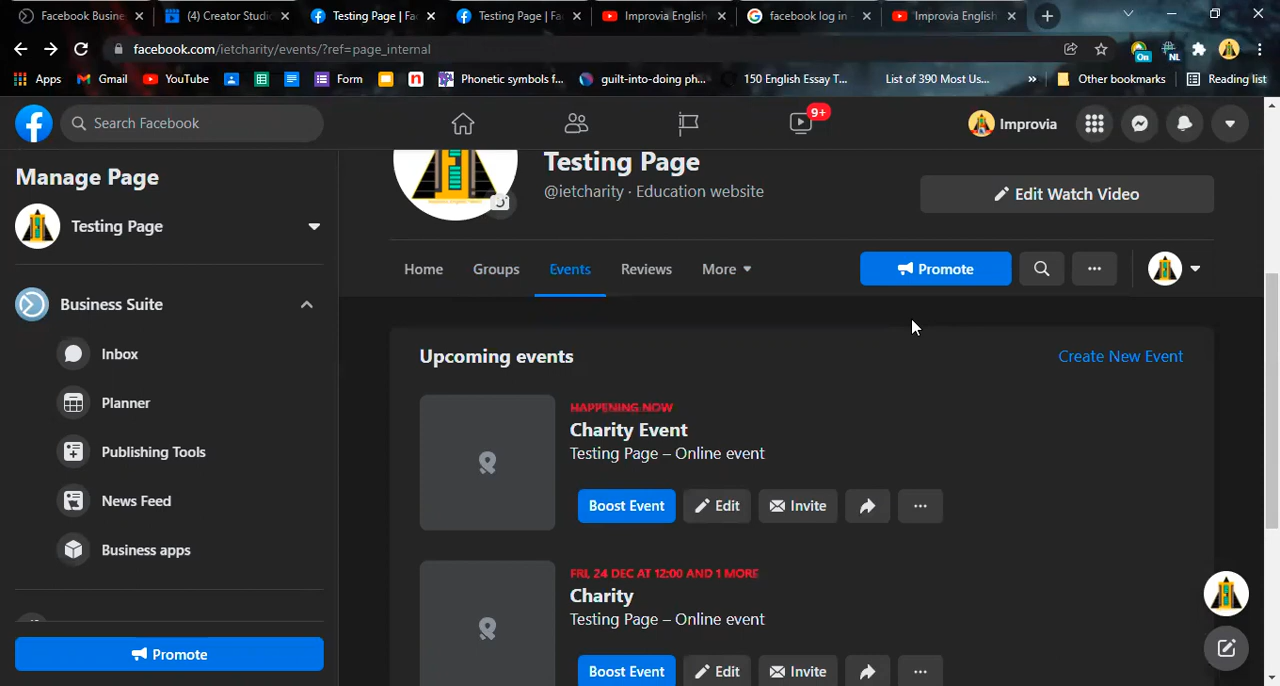 Facebook Busine
(4) Creator Studi
Testing Page | Fa
Testing Page | F
Improvia English
facebook log in -
Improvia English
facebook.com/ietcharity/events/?ref=page_internal
On
NL
Apps
Gmail
YouTube
Form
Phonetic symbols f...
guilt-into-doing ph...
150 English Essay T...
List of 390 Most Us...
Other bookmarks
Reading list
Search Facebook
9+
Improvia
Manage Page
Testing Page
@ietcharity · Education website
Edit Watch Video
Testing Page
Home
Groups
Events
Reviews
More
Promote
Business Suite
Inbox
Planner
Publishing Tools
News Feed
Business apps
Promote
Upcoming events
Create New Event
HAPPENING NOW
Charity Event
Testing Page – Online event
Boost Event
Edit
Invite
FRI, 24 DEC AT 12:00 AND 1 MORE
Charity
Testing Page – Online event
Boost Event
Edit
Invite